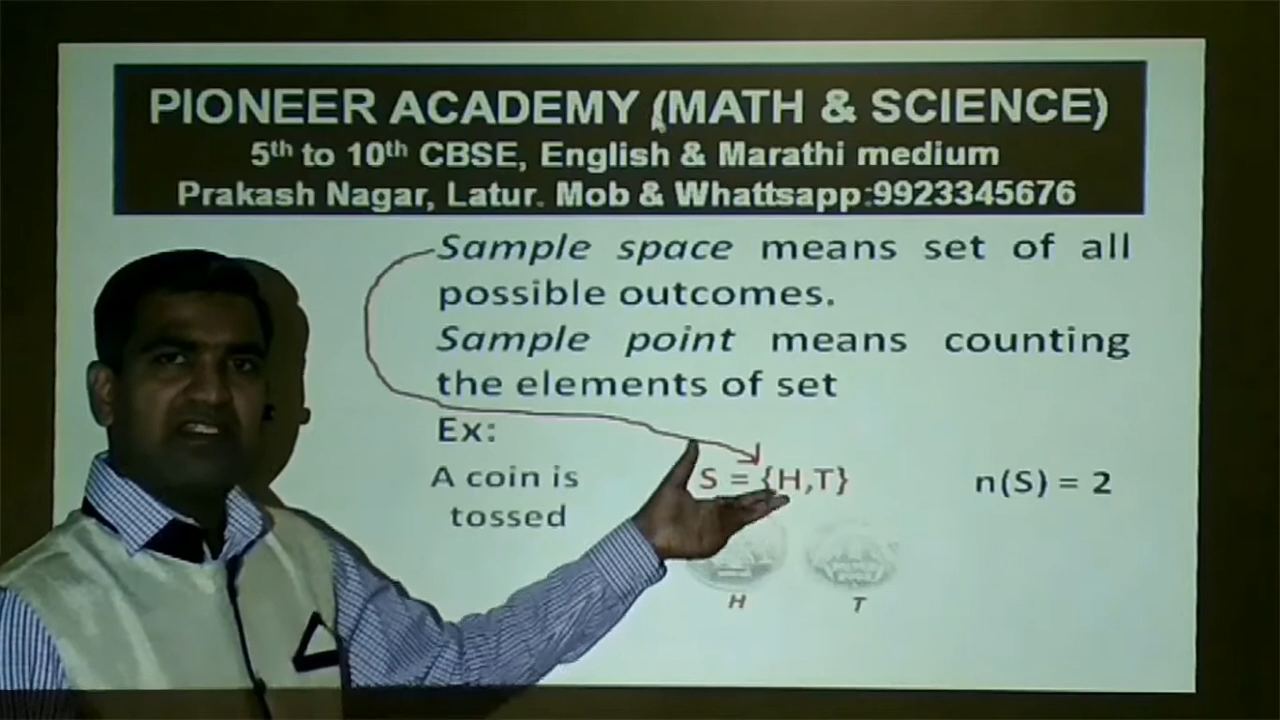 PIONEER ACADEMY (MATH & SCIENCE)
5th to 10th CBSE, English & Marathi medium
Prakash Nagar, Latur. Mob & Whattsapp:9923345676
Sample space means set of all
possible outcomes.
Sample point means counting
the elements of set
Ex:
A coin is S = {H,T} n(S) = 2
tossed
H T